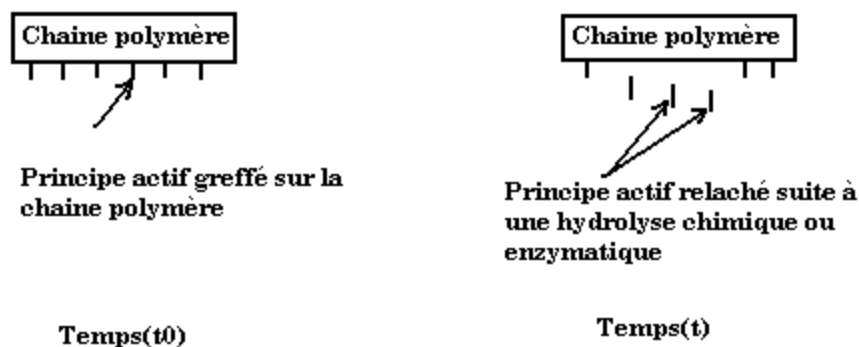 Chaine polymère
Principe actif greffé sur la
chaine polymère
Temps(t0)
Chaine polymère
Principe actif relaché suite à
une hydrolyse chimique ou
enzymatique
Temps(t)